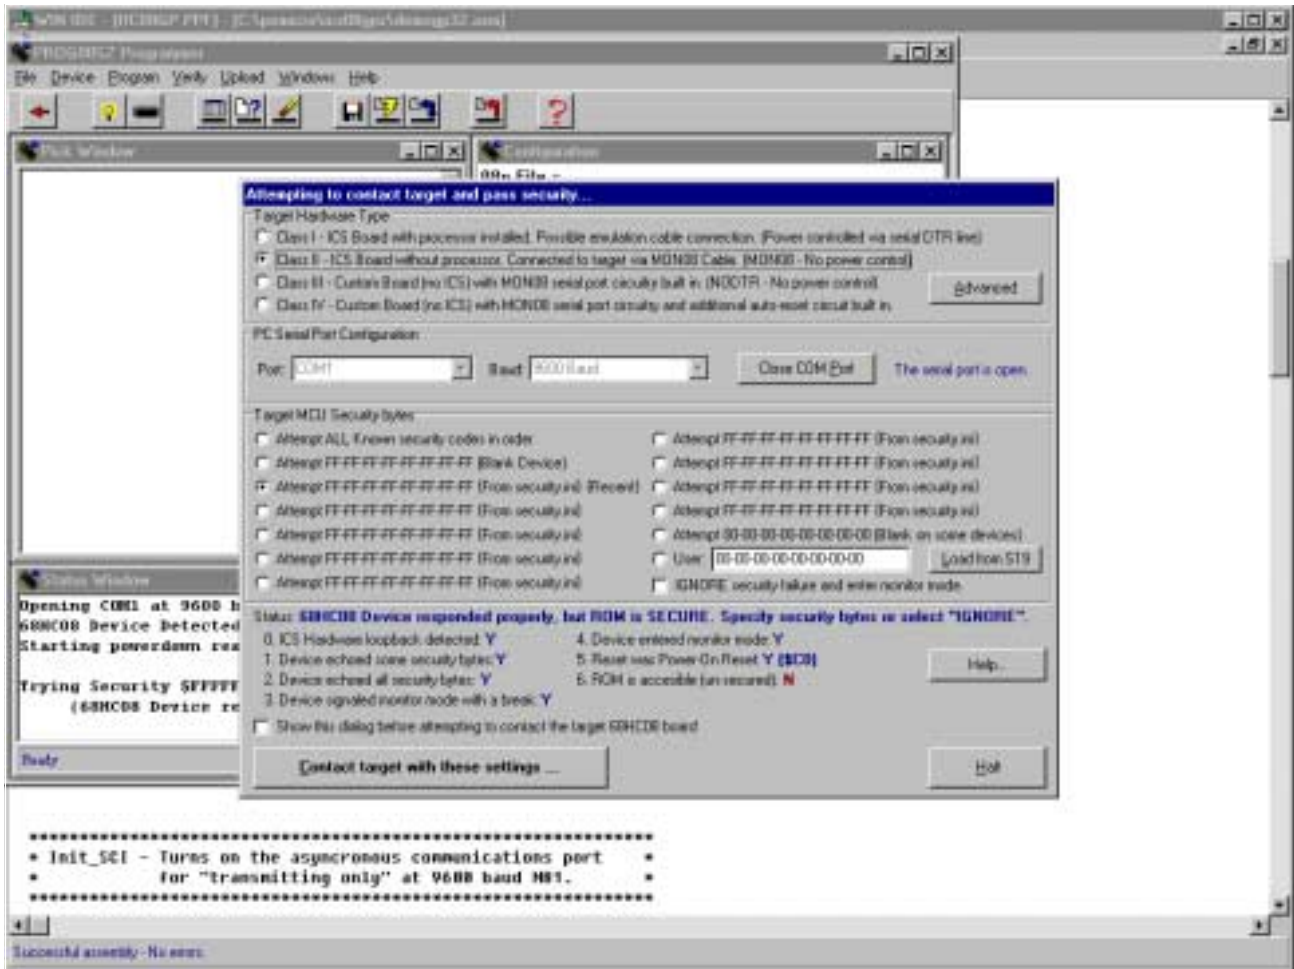 WIN IDE - [HC08GP.PPF] - [C:\pemicro\ics08gpz\demogp32.asm]
PROG08SZ Programmer
File Device Program Verify Upload Windows Help
Pick Window
Configuration
Attempting to contact target and pass security...
Target Hardware Type
Class I - ICS Board with processor installed. Possible emulation cable connection. (Power controlled via serial DTR line)
Class II - ICS Board without processor. Connected to target via MON08 Cable. (MON08 - No power control)
Class III - Custom Board (no ICS) with MON08 serial port circuitry built in. (NODTR - No power control)
Class IV - Custom Board (no ICS) with MON08 serial port circuitry and additional auto-reset circuit built in.
Advanced
PC Serial Port Configuration
Port: COM1
Baud: 9600 Baud
Close COM Port
The serial port is open.
Target MCU Security bytes
Attempt ALL Known security codes in order
Attempt FF-FF-FF-FF-FF-FF-FF-FF (Blank Device)
Attempt FF-FF-FF-FF-FF-FF-FF-FF (From security.ini) (Recent)
Attempt FF-FF-FF-FF-FF-FF-FF-FF (From security.ini)
Attempt FF-FF-FF-FF-FF-FF-FF-FF (From security.ini)
Attempt FF-FF-FF-FF-FF-FF-FF-FF (From security.ini)
Attempt FF-FF-FF-FF-FF-FF-FF-FF (From security.ini)
Attempt FF-FF-FF-FF-FF-FF-FF-FF (From security.ini)
Attempt FF-FF-FF-FF-FF-FF-FF-FF (From security.ini)
Attempt FF-FF-FF-FF-FF-FF-FF-FF (From security.ini)
Attempt FF-FF-FF-FF-FF-FF-FF-FF (From security.ini)
Attempt 00-00-00-00-00-00-00-00 (Blank on some devices)
User: 00-00-00-00-00-00-00-00
Load from S19
IGNORE security failure and enter monitor mode
Status: 68HC08 Device responded properly, but ROM is SECURE. Specify security bytes or select "IGNORE".
0. ICS Hardware loopback detected: Y
1. Device echoed some security bytes: Y
2. Device echoed all security bytes: Y
3. Device signaled monitor mode with a break: Y
4. Device entered monitor mode: Y
5. Reset was Power-On Reset: Y ($C0)
6. ROM is accesible (un-secured): N
Help...
Show this dialog before attempting to contact the target 68HC08 board
Contact target with these settings ...
Halt
Status Window
Opening COM1 at 9600 b
68HC08 Device Detected
Starting powerdown rea
Trying Security $FFFFF
(68HC08 Device re
Ready
* Init_SCI - Turns on the asyncronous communications port *
* for "transmitting only" at 9600 baud N81. *
Successful assembly - No errors.